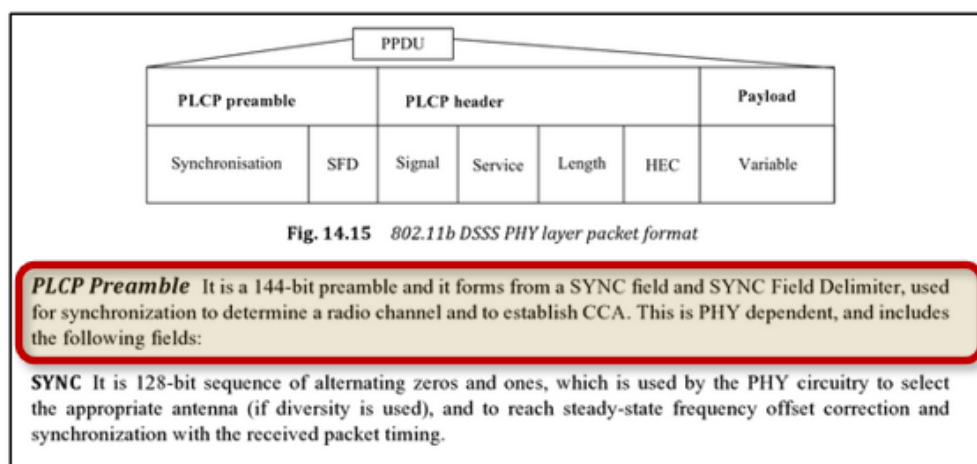 PPDU
PLCP preamble PLCP header Payload
Synchronisation SFD Signal Service Length HEC Variable
Fig. 14.15 802.11b DSSS PHY layer packet format
PLCP Preamble It is a 144-bit preamble and it forms from a SYNC field and SYNC Field Delimiter, used
for synchronization to determine a radio channel and to establish CCA. This is PHY dependent, and includes
the following fields:
SYNC It is 128-bit sequence of alternating zeros and ones, which is used by the PHY circuitry to select
the appropriate antenna (if diversity is used), and to reach steady-state frequency offset correction and
synchronization with the received packet timing.